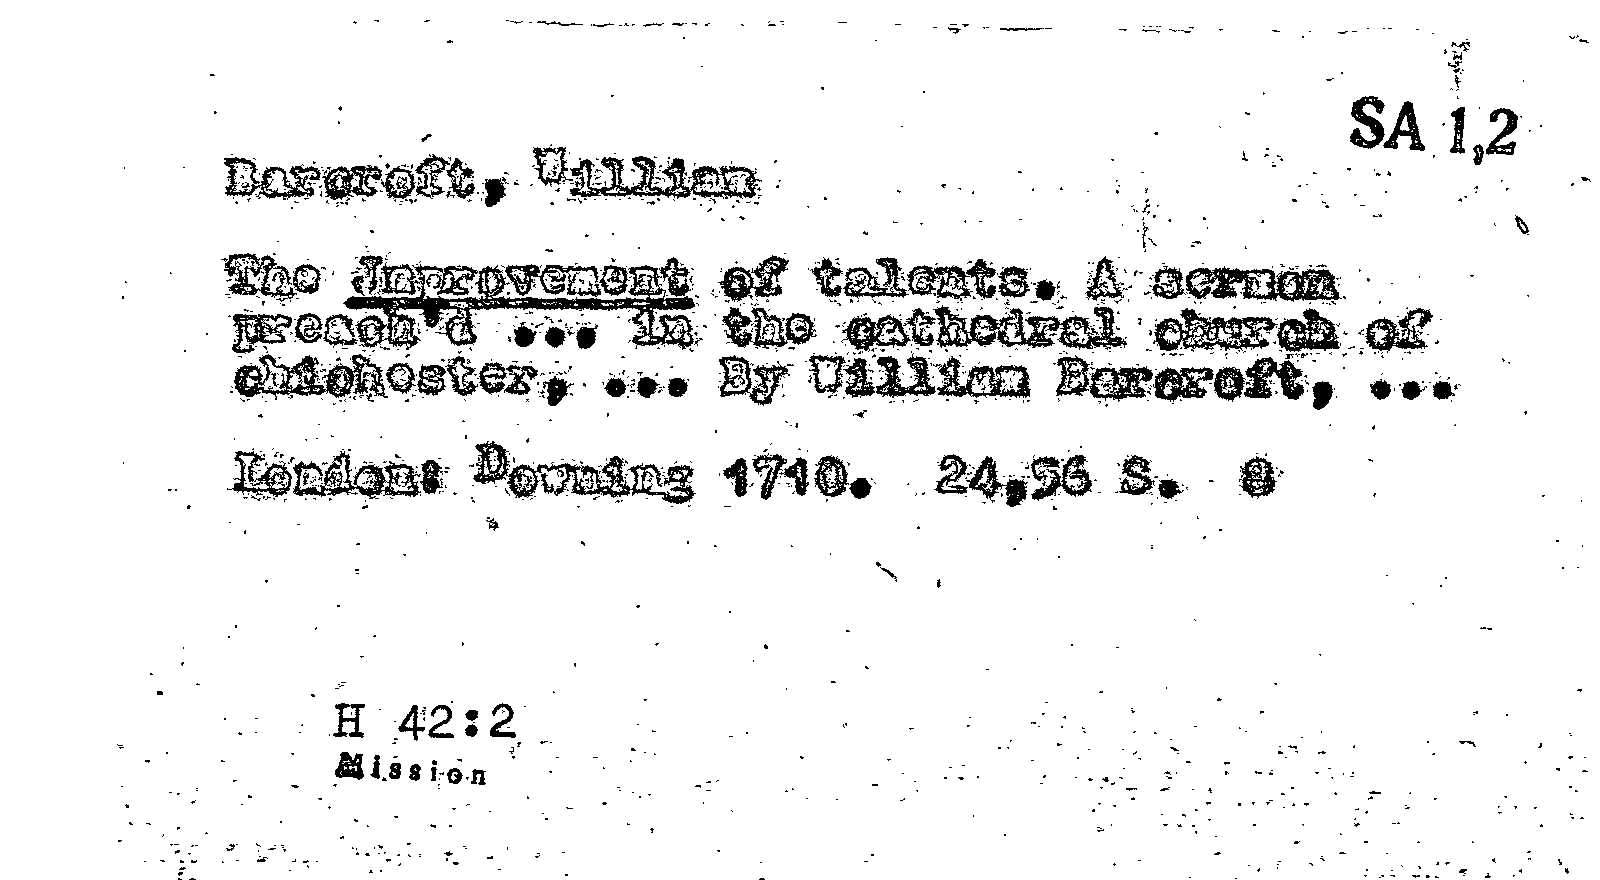 SA 1,2
Barcroft, William
The Improvement of talents. A sermon
preach'd ... in the cathedral church of
chichester, ... By William Barcroft, ...
London: Downing 1710. 24,56 S. 8
H 42:2
Mission